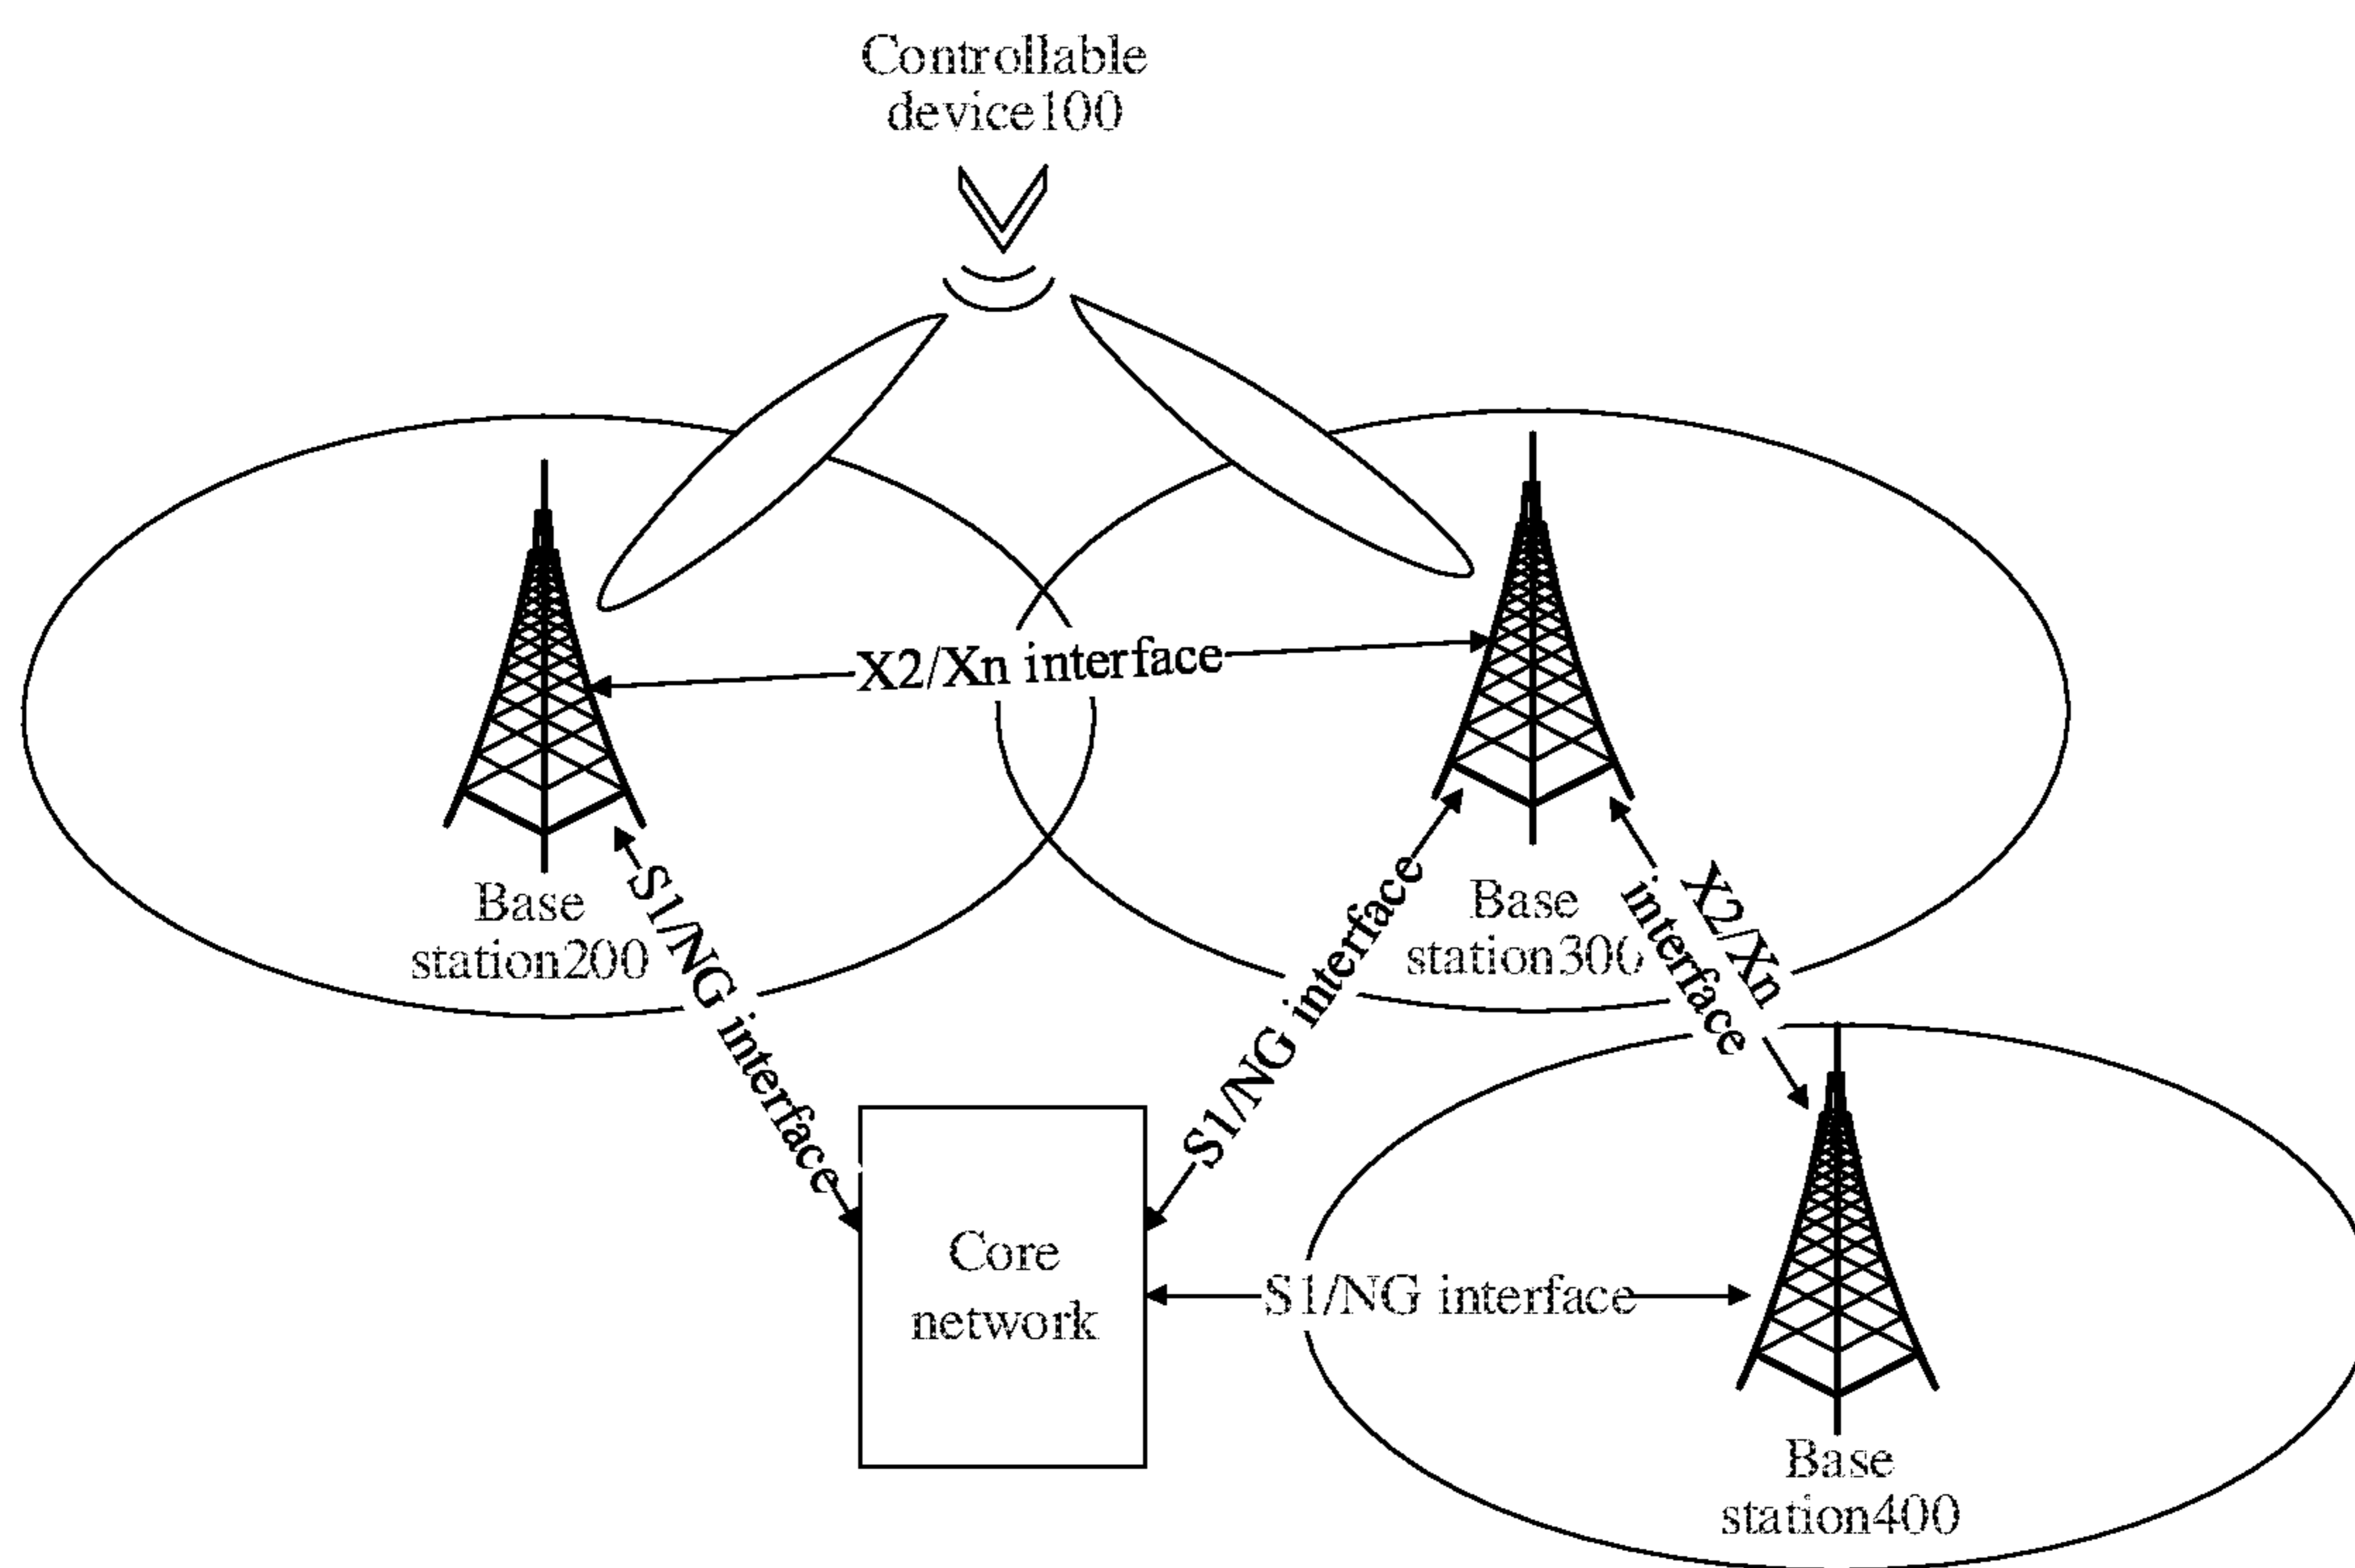 Controllable
device100
X2/Xn interface
Base
station200
S1/NG interface
S1/NG interface
Base
station300
X2/Xn
interface
Core
network
S1/NG interface
Base
station400